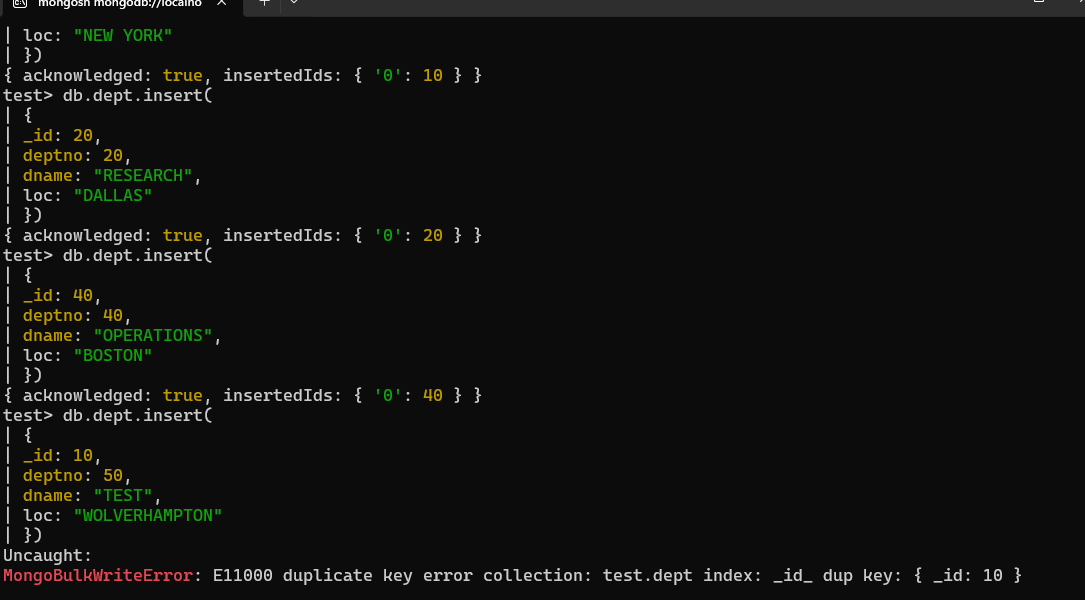 mongosh mongodb://localho
| loc: "NEW YORK"
| })
{ acknowledged: true, insertedIds: { '0': 10 } }
test> db.dept.insert(
| {
| _id: 20,
| deptno: 20,
| dname: "RESEARCH",
| loc: "DALLAS"
| })
{ acknowledged: true, insertedIds: { '0': 20 } }
test> db.dept.insert(
| {
| _id: 40,
| deptno: 40,
| dname: "OPERATIONS",
| loc: "BOSTON"
| })
{ acknowledged: true, insertedIds: { '0': 40 } }
test> db.dept.insert(
| {
| _id: 10,
| deptno: 50,
| dname: "TEST",
| loc: "WOLVERHAMPTON"
| })
Uncaught:
MongoBulkWriteError: E11000 duplicate key error collection: test.dept index: _id_ dup key: { _id: 10 }